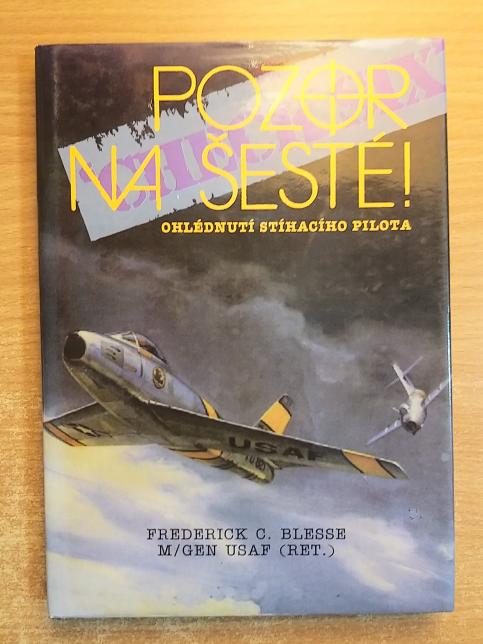 POZOR
NA ŠESTÉ!
OHLÉDNUTÍ STÍHACÍHO PILOTA
USAF
FREDERICK C. BLESSE
M/GEN USAF (RET.)